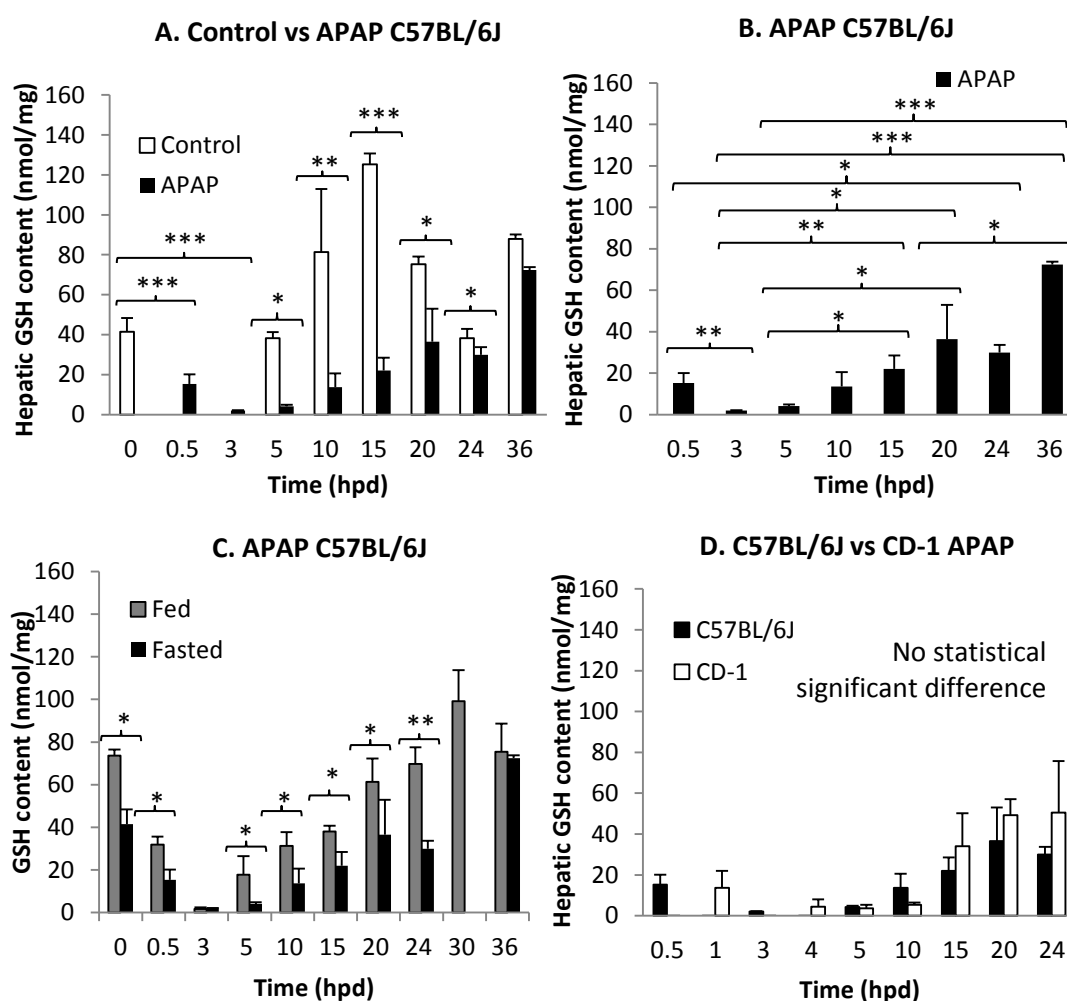 A. Control vs APAP C57BL/6J
Hepatic GSH content (nmol/mg)
160
140
120
100
80
60
40
20
0
Control
APAP
***
***
*
**
***
*
*
0 0.5 3 5 10 15 20 24 36
Time (hpd)
B. APAP C57BL/6J
Hepatic GSH content (nmol/mg)
160
140
120
100
80
60
40
20
0
APAP
***
***
*
*
** *
*
*
**
0.5 3 5 10 15 20 24 36
Time (hpd)
C. APAP C57BL/6J
GSH content (nmol/mg)
160
140
120
100
80
60
40
20
0
Fed
Fasted
*
*
*
*
*
*
**
0 0.5 3 5 10 15 20 24 30 36
Time (hpd)
D. C57BL/6J vs CD-1 APAP
Hepatic GSH content (nmol/mg)
160
140
120
100
80
60
40
20
0
C57BL/6J
CD-1
No statistical
significant difference
0.5 1 3 4 5 10 15 20 24
Time (hpd)